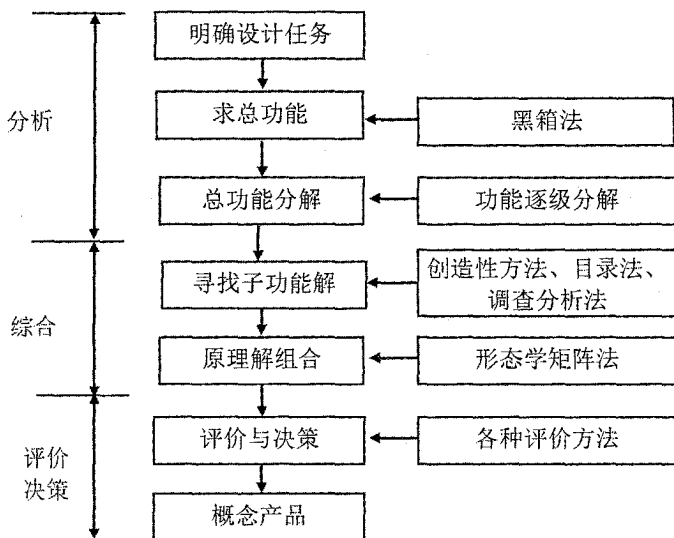 明确设计任务
求总功能
黑箱法
分析
总功能分解
功能逐级分解
寻找子功能解
创造性方法、目录法、
调查分析法
综合
原理解组合
形态学矩阵法
评价与决策
各种评价方法
评价
决策
概念产品